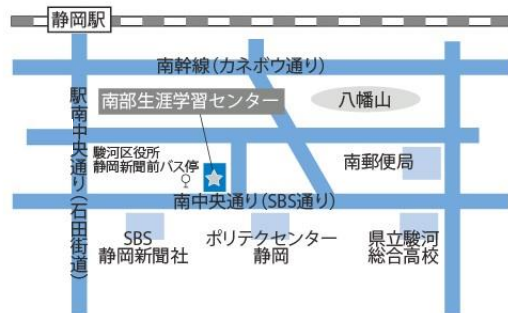 静岡駅
南幹線(カネボウ通り)
南部生涯学習センター
八幡山
駅南中央通り(石田街道)
駿河区役所
静岡新聞前バス停
南郵便局
南中央通り(SBS通り)
SBS
静岡新聞社
ポリテクセンター
静岡
県立駿河
総合高校